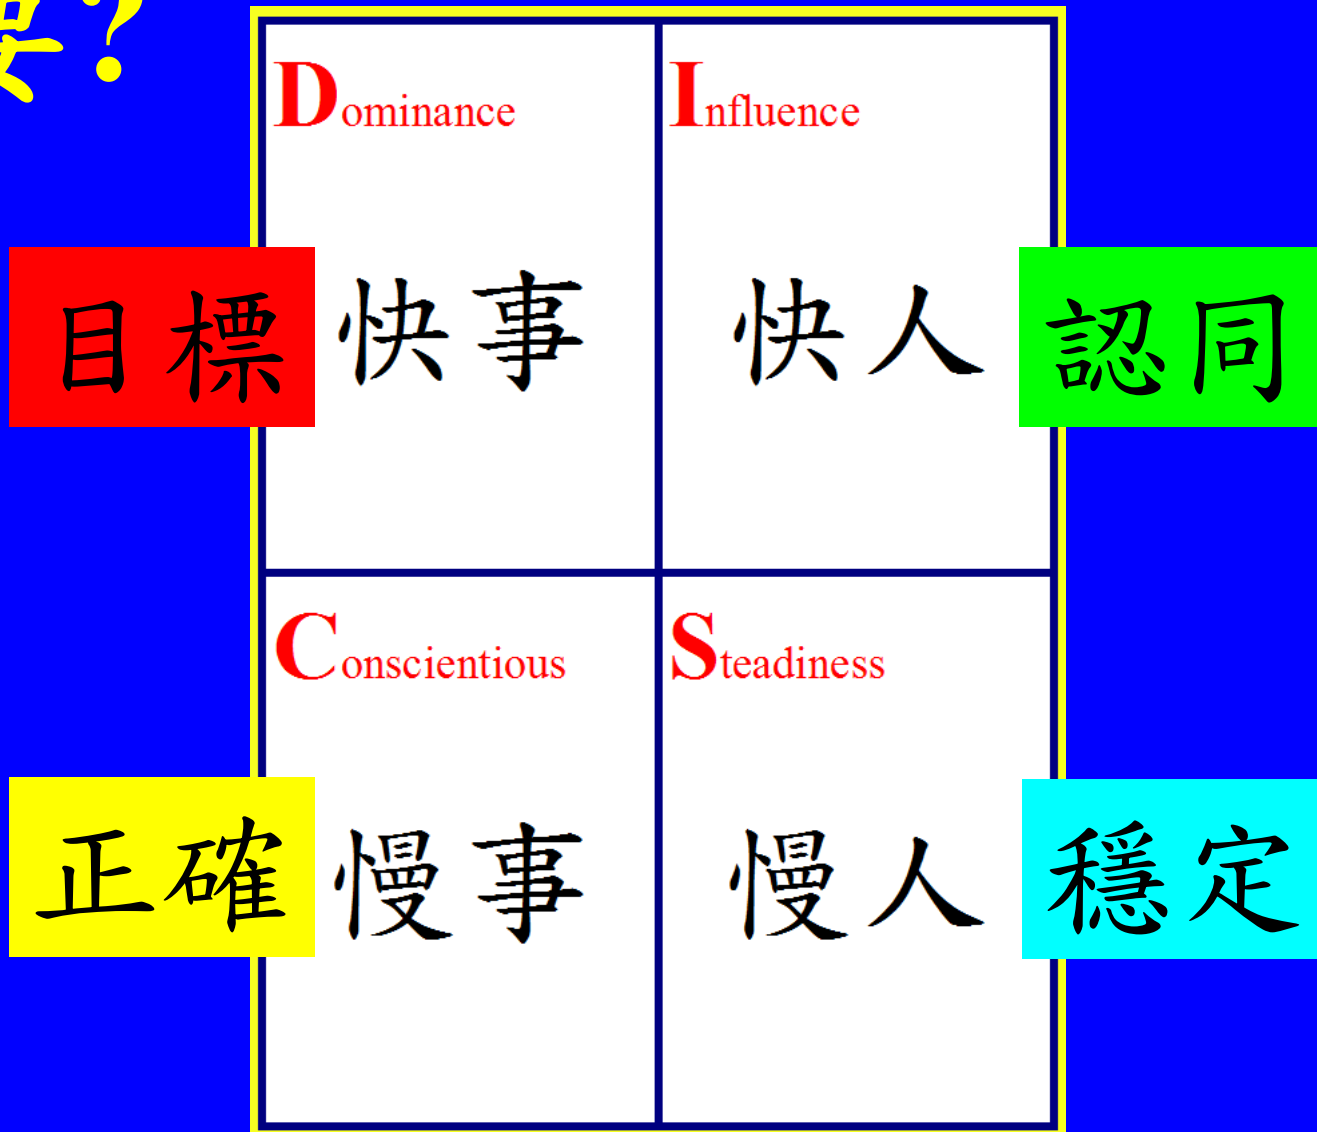 要?
Dominance
Influence
目標
快事
快人
認同
Conscientious
Steadiness
正確
慢事
慢人
穩定